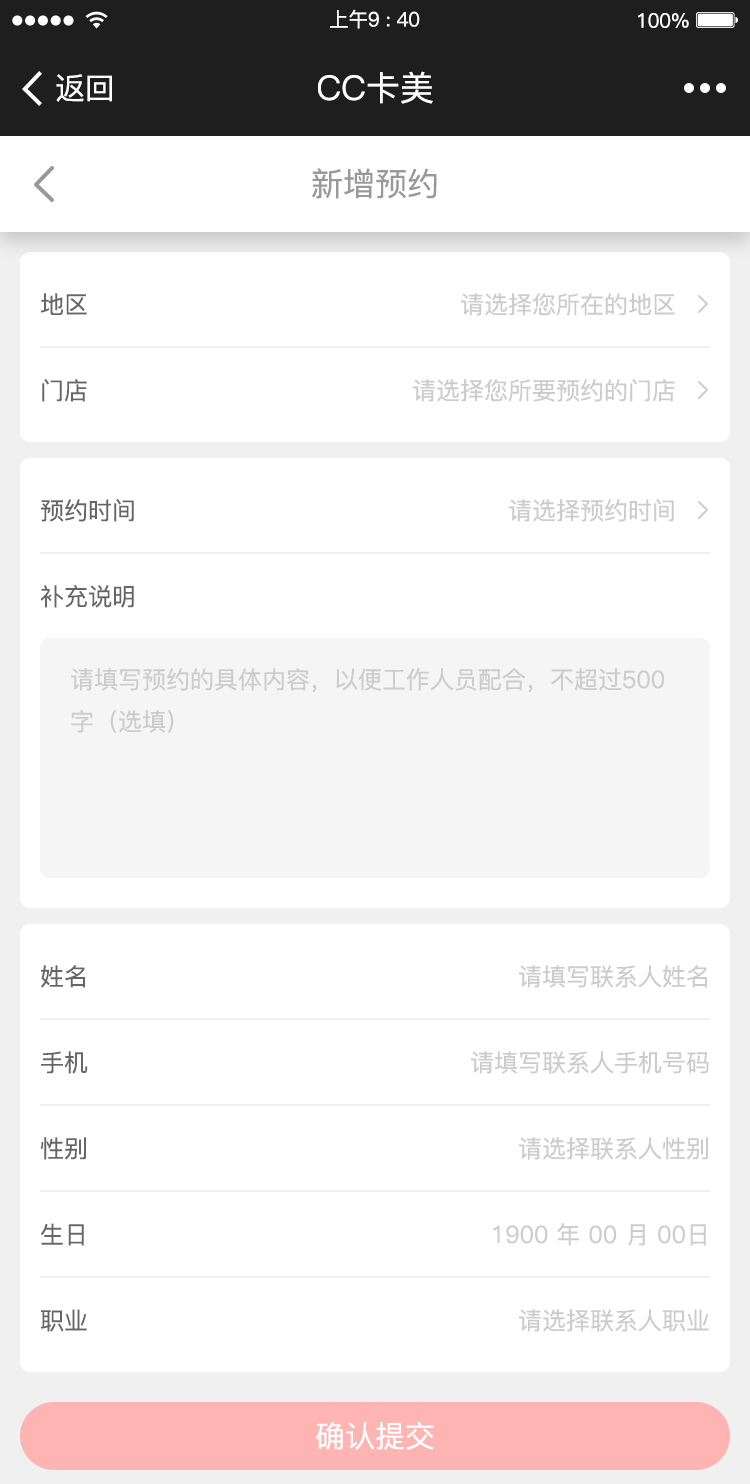 上午9 : 40
100%
返回
CC卡美
新增预约
地区
请选择您所在的地区
门店
请选择您所要预约的门店
预约时间
请选择预约时间
补充说明
请填写预约的具体内容，以便工作人员配合，不超过500
字（选填）
姓名
请填写联系人姓名
手机
请填写联系人手机号码
性别
请选择联系人性别
生日
1900 年 00 月 00日
职业
请选择联系人职业
确认提交